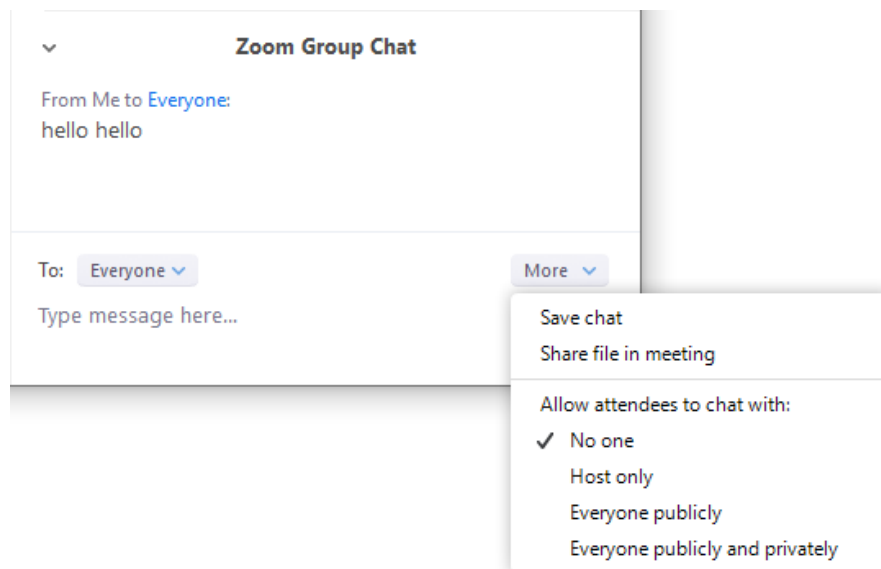 Zoom Group Chat
From Me to Everyone:
hello hello
To: Everyone More
Type message here...
Save chat
Share file in meeting
Allow attendees to chat with:
No one
Host only
Everyone publicly
Everyone publicly and privately